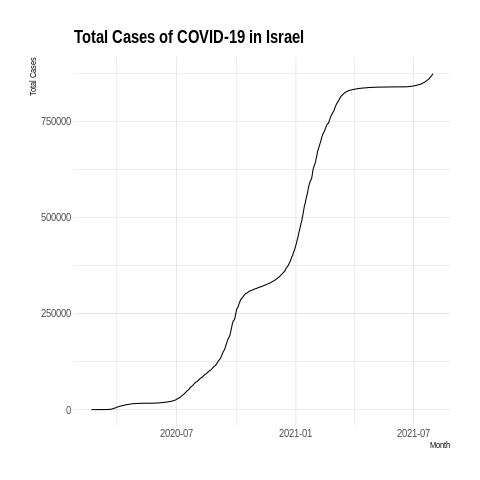 Total Cases of COVID-19 in Israel
Total Cases
750000
500000
250000
0
2020-07
2021-01
2021-07
Month